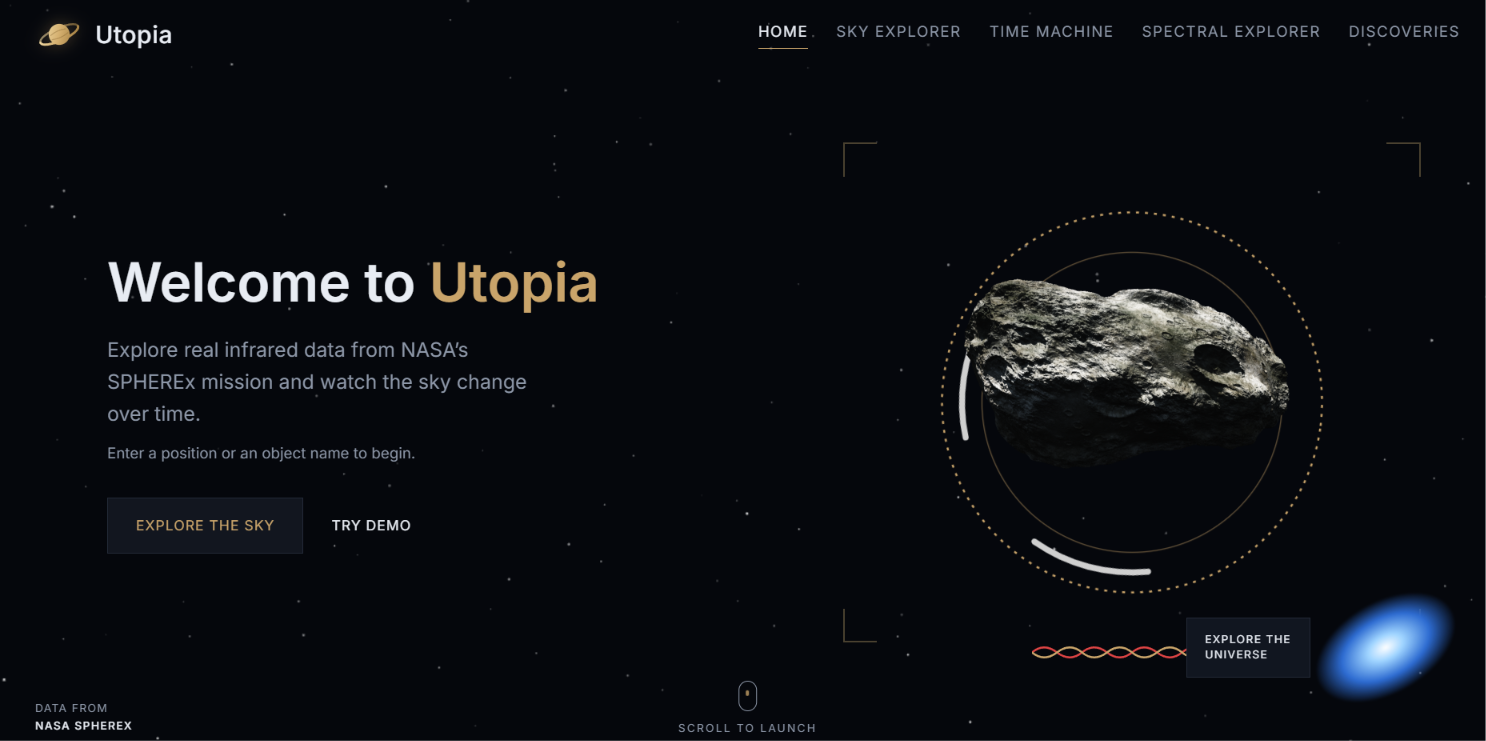 Utopia
HOME
SKY EXPLORER
TIME MACHINE
SPECTRAL EXPLORER
DISCOVERIES
Welcome to Utopia
Explore real infrared data from NASA’s
SPHEREx mission and watch the sky change
over time.
Enter a position or an object name to begin.
EXPLORE THE SKY
TRY DEMO
EXPLORE THE
UNIVERSE
DATA FROM
NASA SPHEREX
SCROLL TO LAUNCH